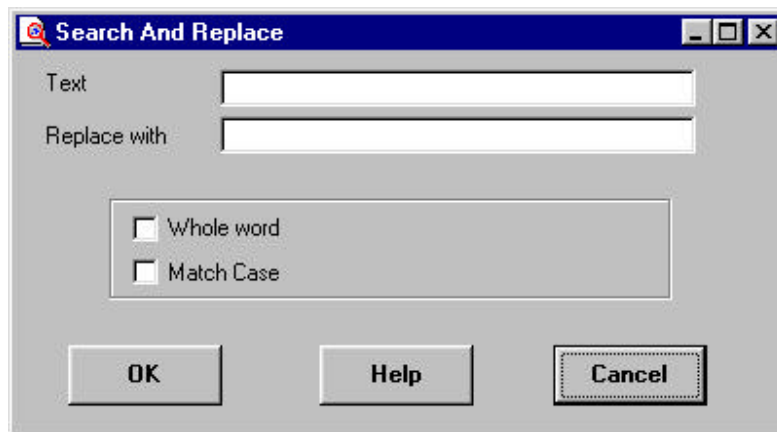 Search And Replace
Text
Replace with
Whole word
Match Case
OK Help Cancel